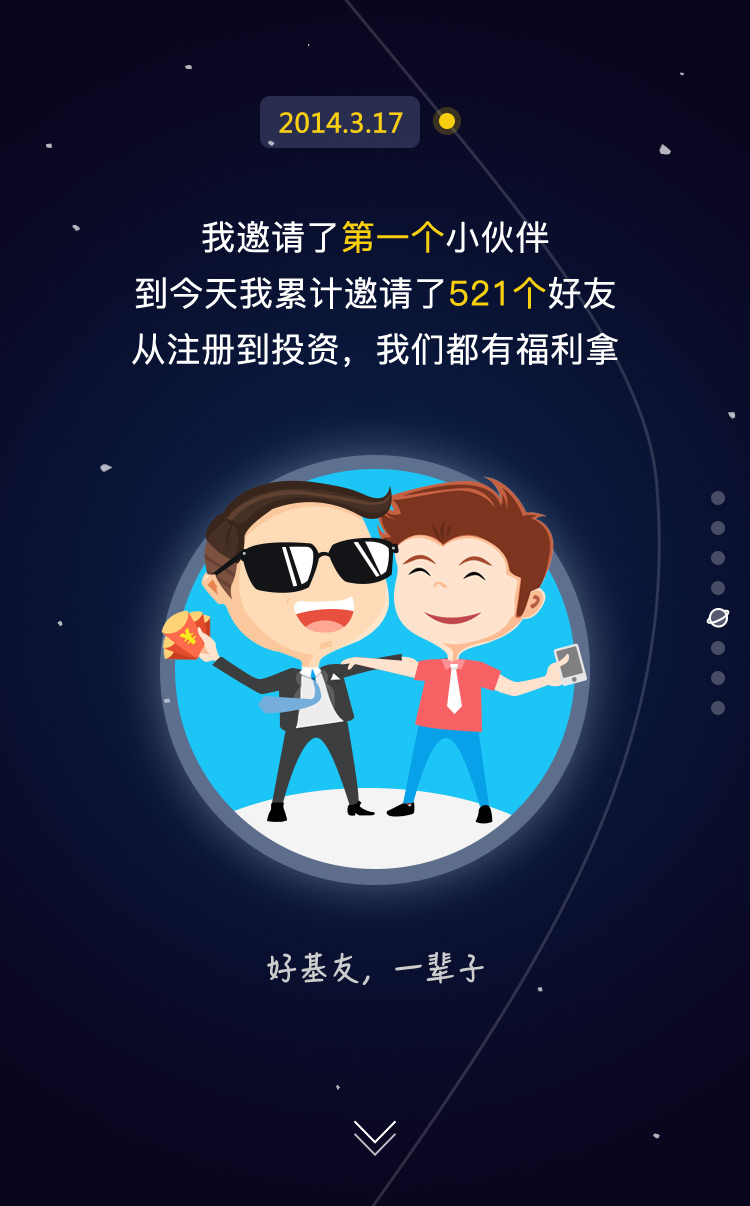 2014.3.17
我邀请了第一个小伙伴
到今天我累计邀请了521个好友
从注册到投资，我们都有福利拿
¥
好基友，一辈子